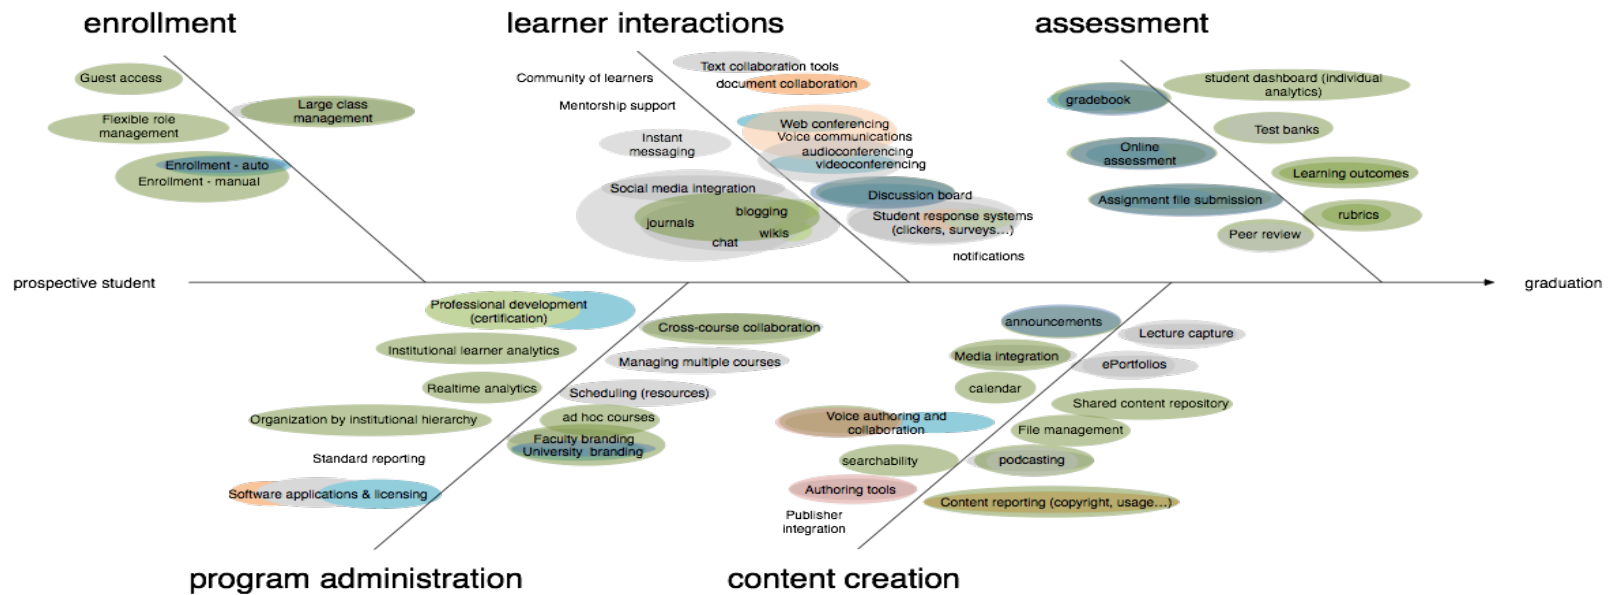 enrollment
learner interactions
assessment
Guest access
Large class
management
Flexible role
management
Enrollment - auto
Enrollment - manual
Community of learners
Mentorship support
Text collaboration tools
document collaboration
Instant
messaging
Web conferencing
Voice communications
audioconferencing
videoconferencing
Social media integration
Discussion board
journals
blogging
wikis
chat
Student response systems
(clickers, surveys...)
notifications
gradebook
student dashboard (individual
analytics)
Test banks
Online
assessment
Learning outcomes
Assignment file submission
rubrics
Peer review
prospective student
graduation
Professional development
(certification)
Cross-course collaboration
Institutional learner analytics
Managing multiple courses
Realtime analytics
Scheduling (resources)
Organization by institutional hierarchy
ad hoc courses
Faculty branding
University branding
Standard reporting
Software applications & licensing
announcements
Lecture capture
Media integration
ePortfolios
calendar
Shared content repository
Voice authoring and
collaboration
File management
searchability
podcasting
Authoring tools
Content reporting (copyright, usage...)
Publisher
integration
program administration
content creation